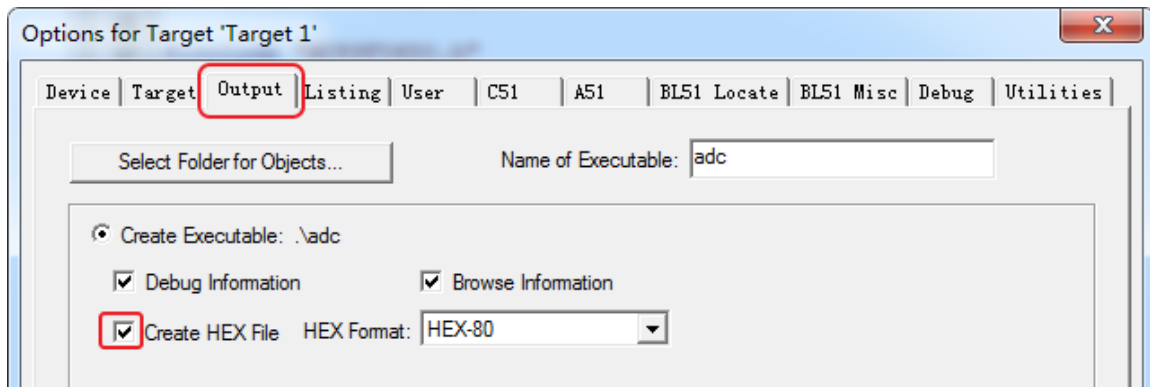 Options for Target 'Target 1'
Device Target Output Listing User C51 A51 BL51 Locate BL51 Misc Debug Utilities
Select Folder for Objects... Name of Executable: adc
Create Executable: .\adc
Debug Information Browse Information
Create HEX File HEX Format: HEX-80